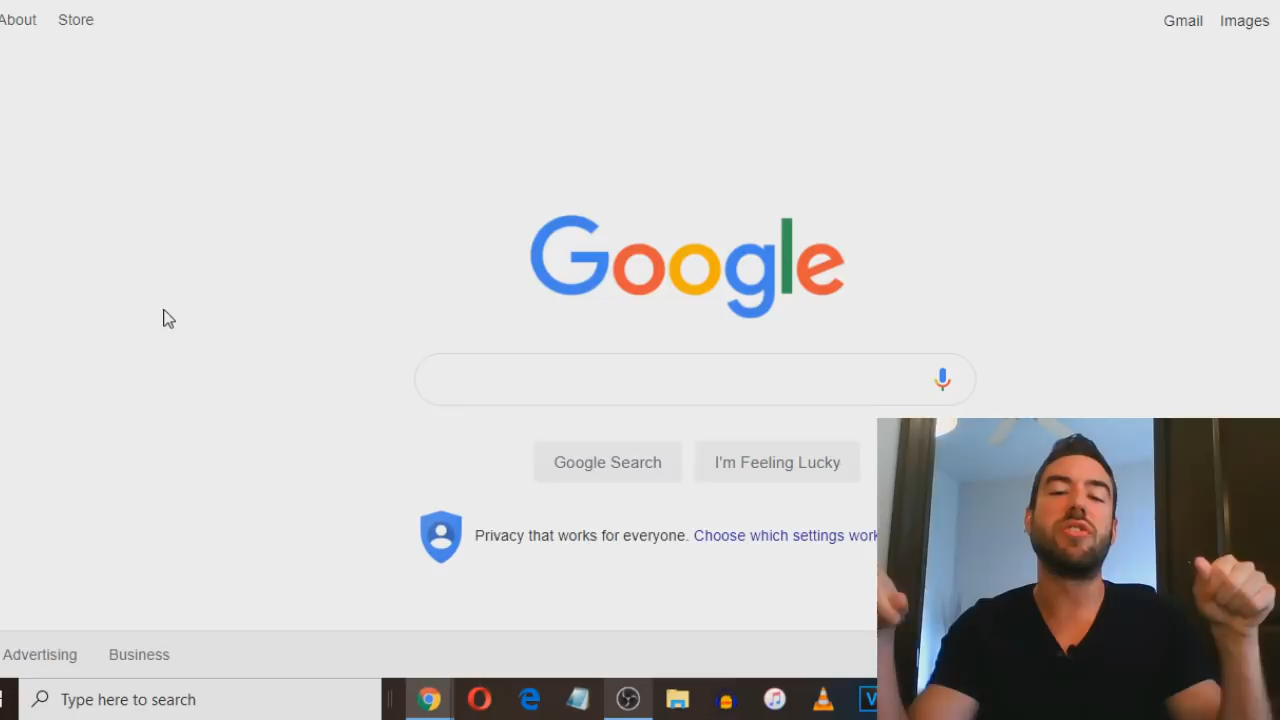 About Store Gmail Images
Google
Google Search I'm Feeling Lucky
Privacy that works for everyone. Choose which settings work
Advertising Business
Type here to search